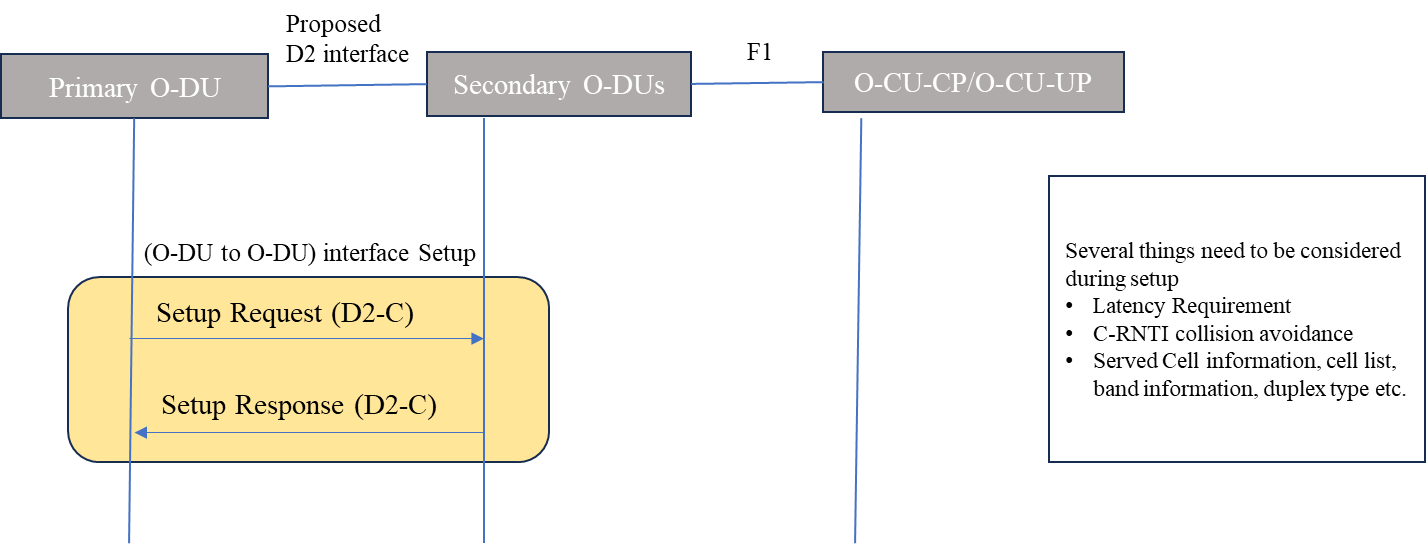 Proposed
D2 interface
F1
Primary O-DU
Secondary O-DUs
O-CU-CP/O-CU-UP
(O-DU to O-DU) interface Setup
Setup Request (D2-C)
Setup Response (D2-C)
Several things need to be considered
during setup
• Latency Requirement
• C-RNTI collision avoidance
• Served Cell information, cell list,
band information, duplex type etc.